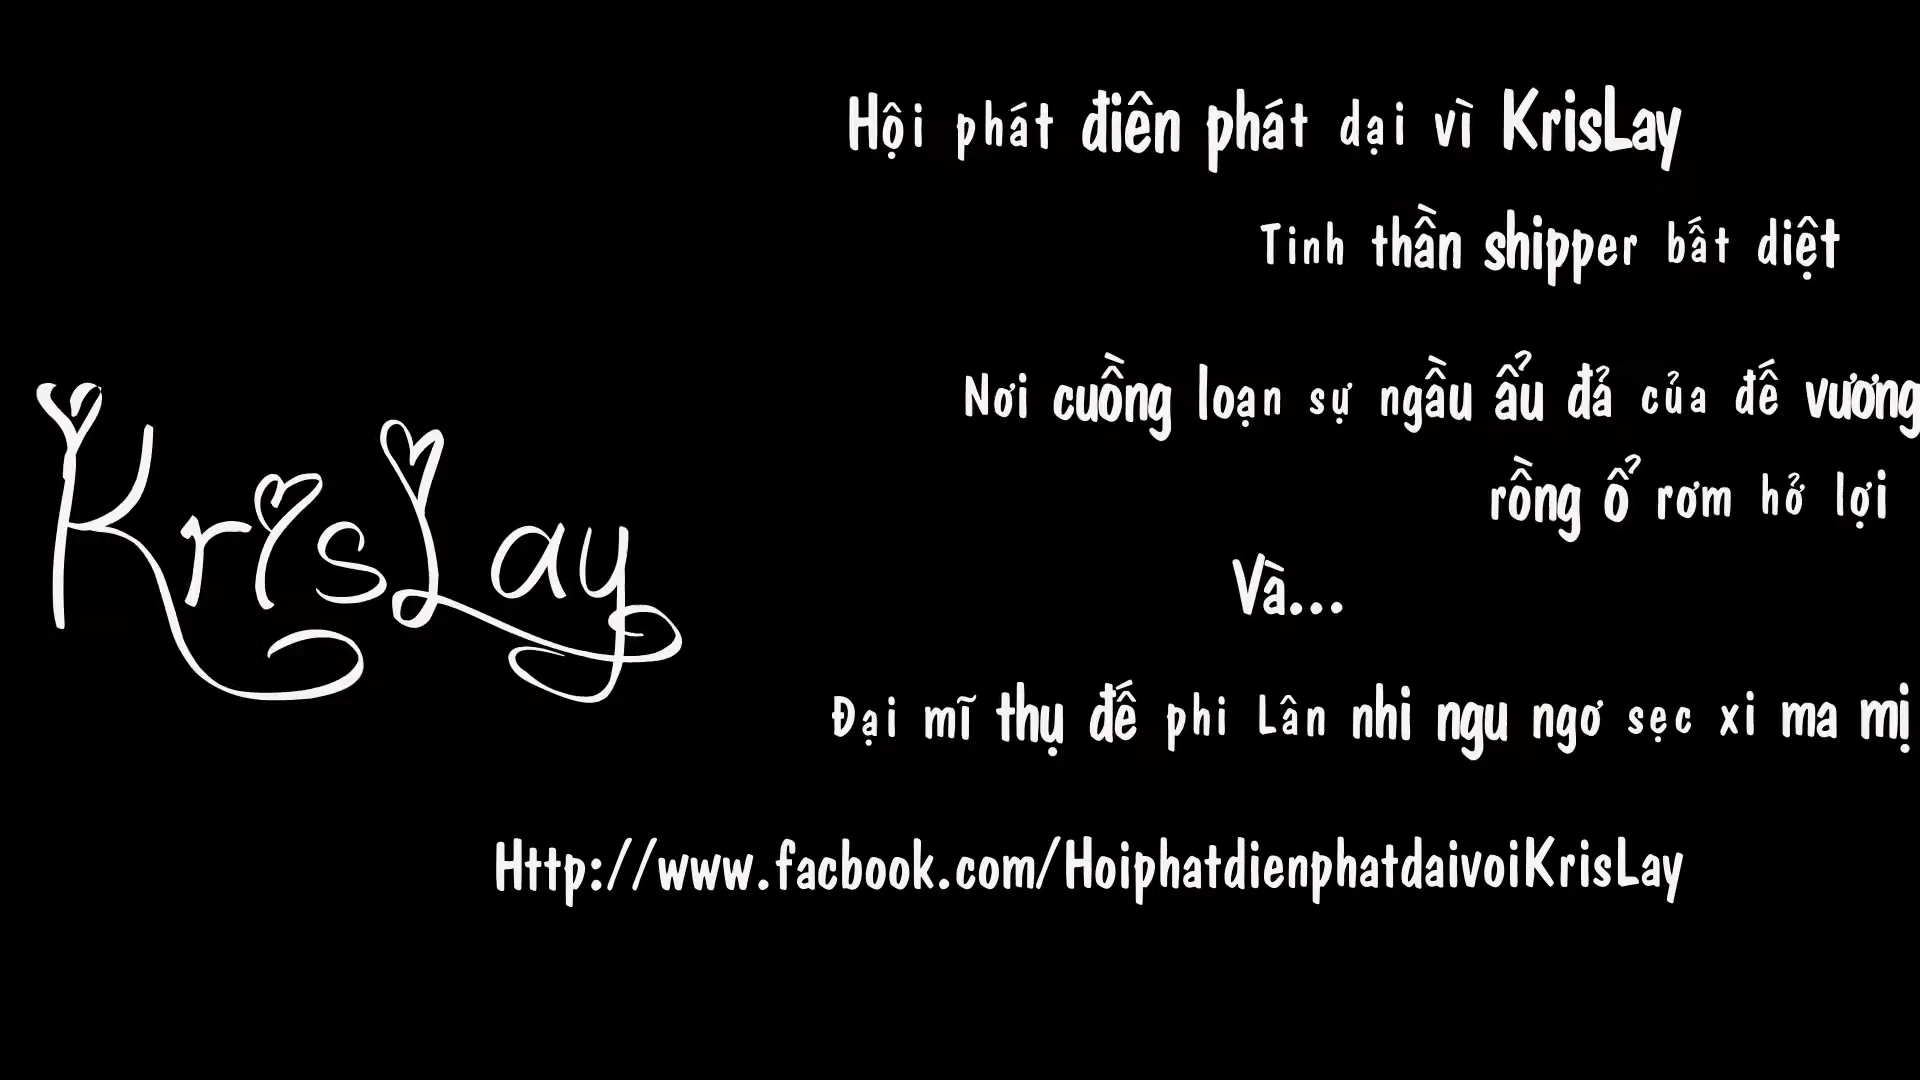 Hội phát điên phát dại vì KrisLay
Tinh thần shipper bất diệt
Nơi cuồng loạn sự ngầu ẩu đả của đế vương
rồng ổ rơm hở lợi
KrisLay
Và...
Đại mĩ thụ đế phi Lân nhi ngu ngơ sẹc xi ma mị
Http://www.facbook.com/HoiphatdienphatdaivoiKrisLay